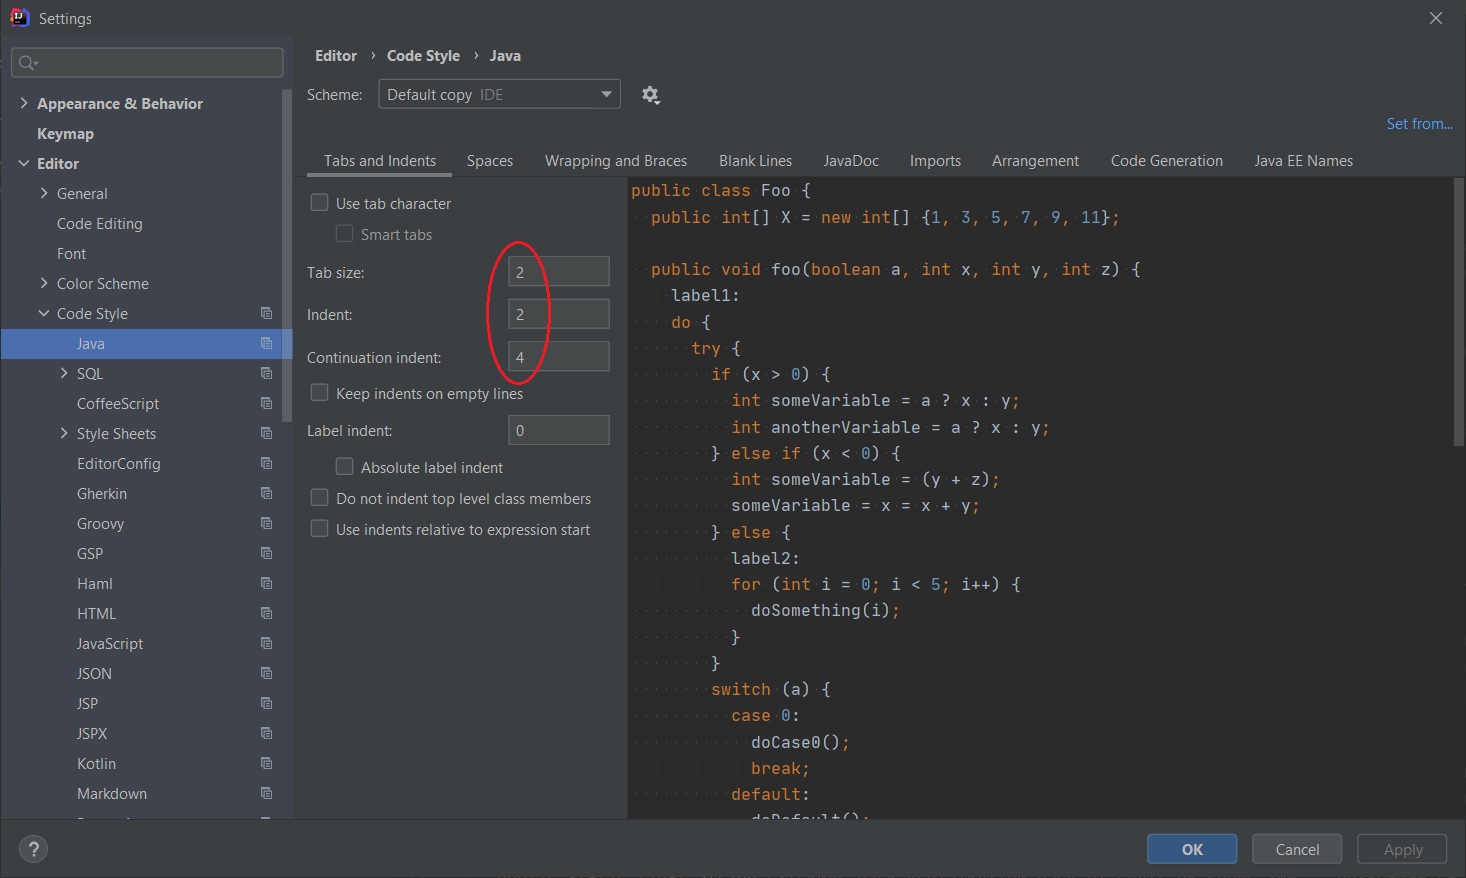 Settings
Appearance & Behavior
Keymap
Editor
General
Code Editing
Font
Color Scheme
Code Style
Java
SQL
CoffeeScript
Style Sheets
EditorConfig
Gherkin
Groovy
GSP
Haml
HTML
JavaScript
JSON
JSP
JSPX
Kotlin
Markdown
Editor › Code Style › Java
Scheme: Default copy IDE
Set from...
Tabs and Indents Spaces Wrapping and Braces Blank Lines JavaDoc Imports Arrangement Code Generation Java EE Names
Use tab character
Smart tabs
Tab size: 2
Indent: 2
Continuation indent: 4
Keep indents on empty lines
Label indent: 0
Absolute label indent
Do not indent top level class members
Use indents relative to expression start
public class Foo {
public int[] X = new int[] {1, 3, 5, 7, 9, 11};
public void foo(boolean a, int x, int y, int z) {
label1:
do {
try {
if (x > 0) {
int someVariable = a ? x : y;
int anotherVariable = a ? x : y;
} else if (x < 0) {
int someVariable = (y + z);
someVariable = x = x + y;
} else {
label2:
for (int i = 0; i < 5; i++) {
doSomething(i);
}
}
switch (a) {
case 0:
doCase0();
break;
default:
doDefault();
?
OK Cancel Apply